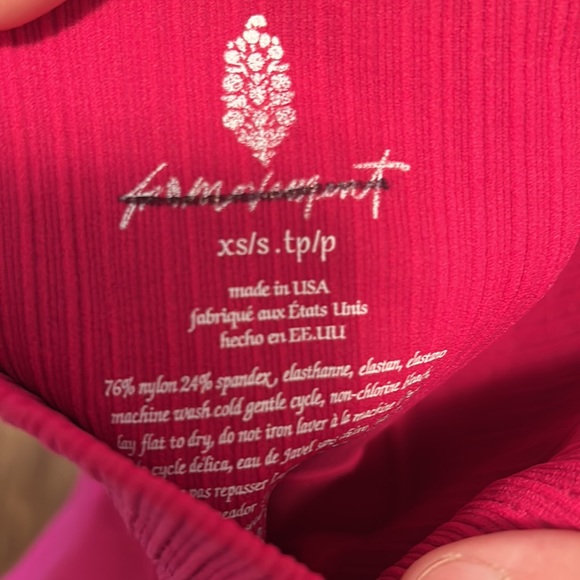 fpmovement
xs/s.tp/p
made in USA
fabriqué aux États Unis
hecho en EE.UU
76% nylon 24% spandex, elasthanne, elastan, elastano
machine wash cold gentle cycle, non-chlorine bleach
lay flat to dry, do not iron laver à la machine
cycle délica, eau de javel
pas repasser